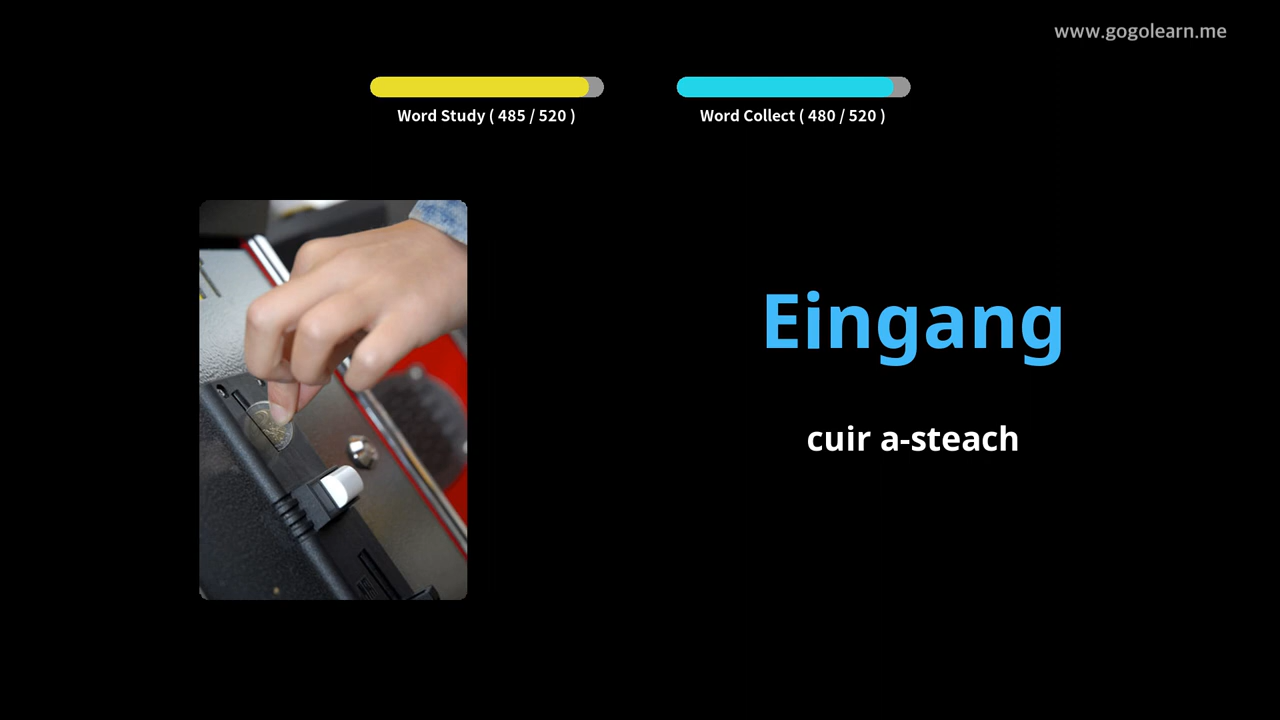 www.gogolearn.me
Word Study ( 485 / 520 )
Word Collect ( 480 / 520 )
Eingang
cuir a-steach